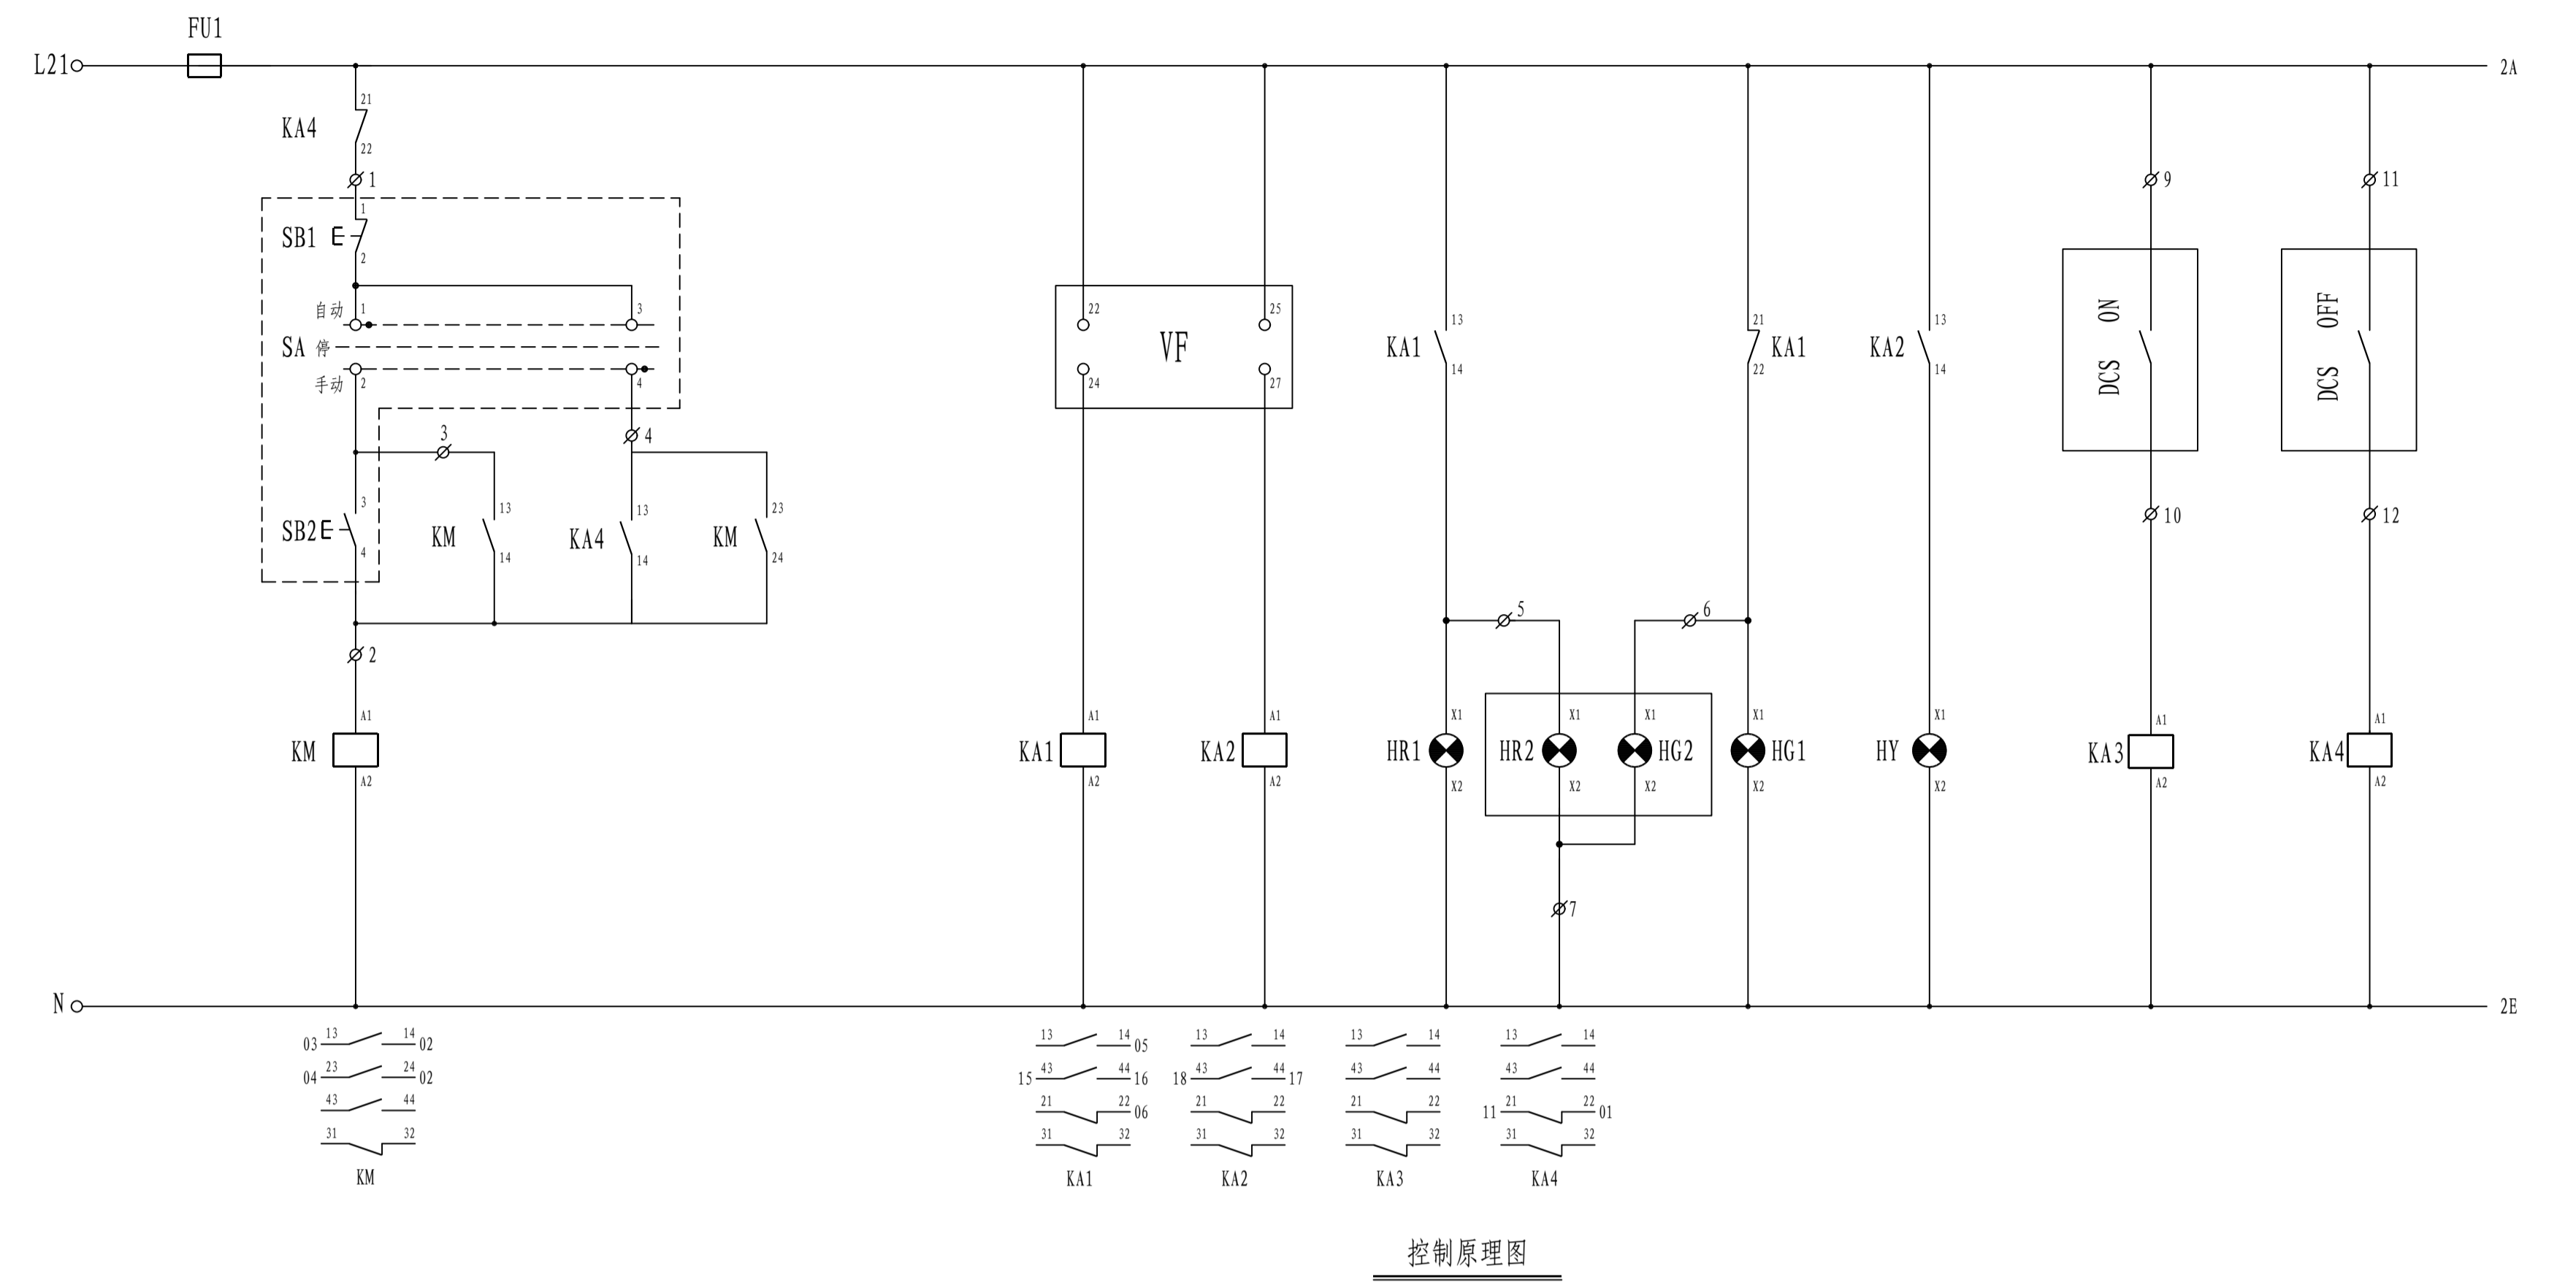 FU1
L21
2A
KA4
21
22
1
1
SB1
2
自动
1
3
SA
停
手动
2
4
3
4
3
SB2
4
KM
13
14
KA4
13
14
KM
23
24
2
A1
KM
A2
22
25
VF
24
27
A1
KA1
A2
A1
KA2
A2
13
KA1
14
21
KA1
22
13
KA2
14
5
6
X1
HR1
X2
X1
HR2
X2
X1
HG2
X2
X1
HG1
X2
X1
HY
X2
7
9
DCS ON
10
A1
KA3
A2
11
DCS OFF
12
A1
KA4
A2
N
2E
03 13 14 02
04 23 24 02
43 44
31 32
KM
13 14 05
15 43 44 16
21 22 06
31 32
KA1
13 14
18 43 44 17
21 22
31 32
KA2
13 14
43 44
21 22
31 32
KA3
13 14
43 44
11 21 22 01
31 32
KA4
控制原理图